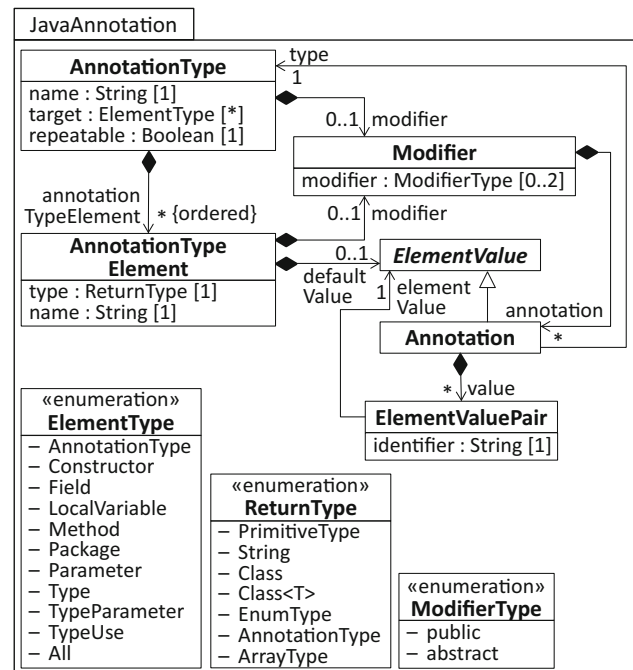 JavaAnnotation
AnnotationType
name : String [1]
target : ElementType [*]
repeatable : Boolean [1]
type
1
0..1 modifier
Modifier
modifier : ModifierType [0..2]
annotation
TypeElement
* {ordered}
0..1 modifier
AnnotationType
Element
type : ReturnType [1]
name : String [1]
0..1
default
Value
ElementValue
1
element
Value
annotation
*
Annotation
* value
ElementValuePair
identifier : String [1]
«enumeration»
ElementType
– AnnotationType
– Constructor
– Field
– LocalVariable
– Method
– Package
– Parameter
– Type
– TypeParameter
– TypeUse
– All
«enumeration»
ReturnType
– PrimitiveType
– String
– Class
– Class<T>
– EnumType
– AnnotationType
– ArrayType
«enumeration»
ModifierType
– public
– abstract